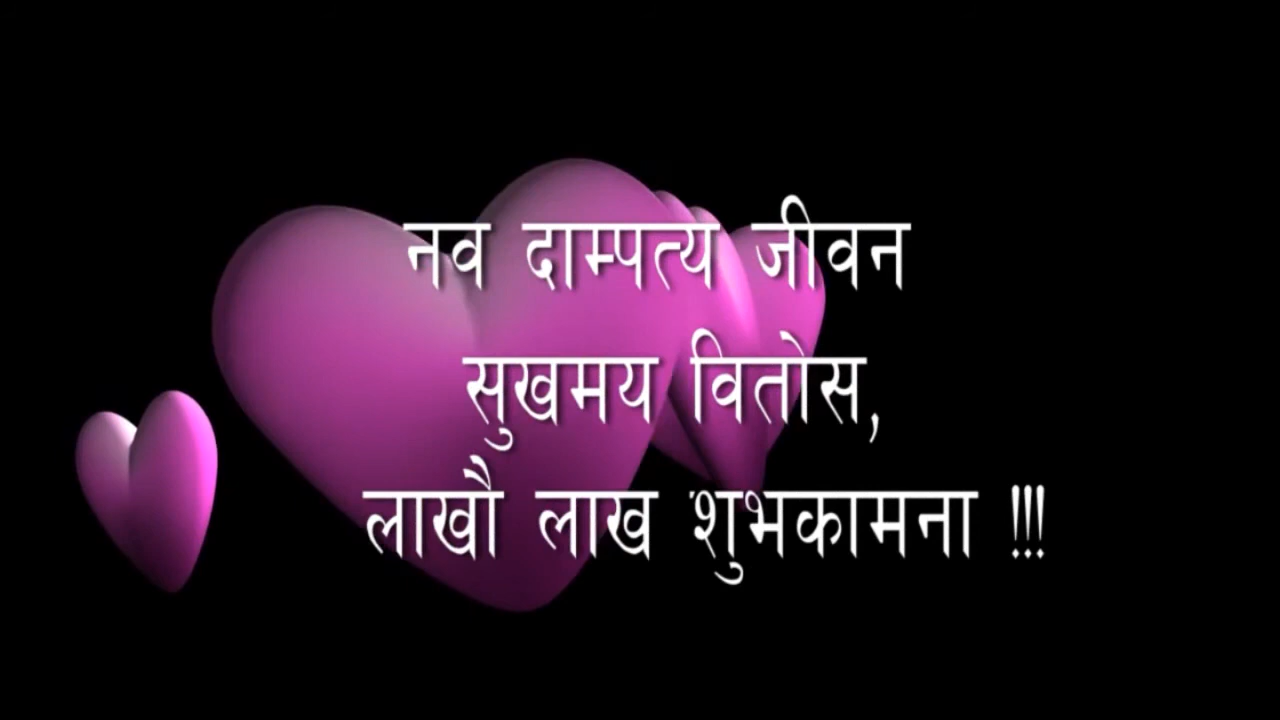 नव दाम्पत्य जीवन
सुखमय वितोस,
लाखौ लाख शुभकामना !!!